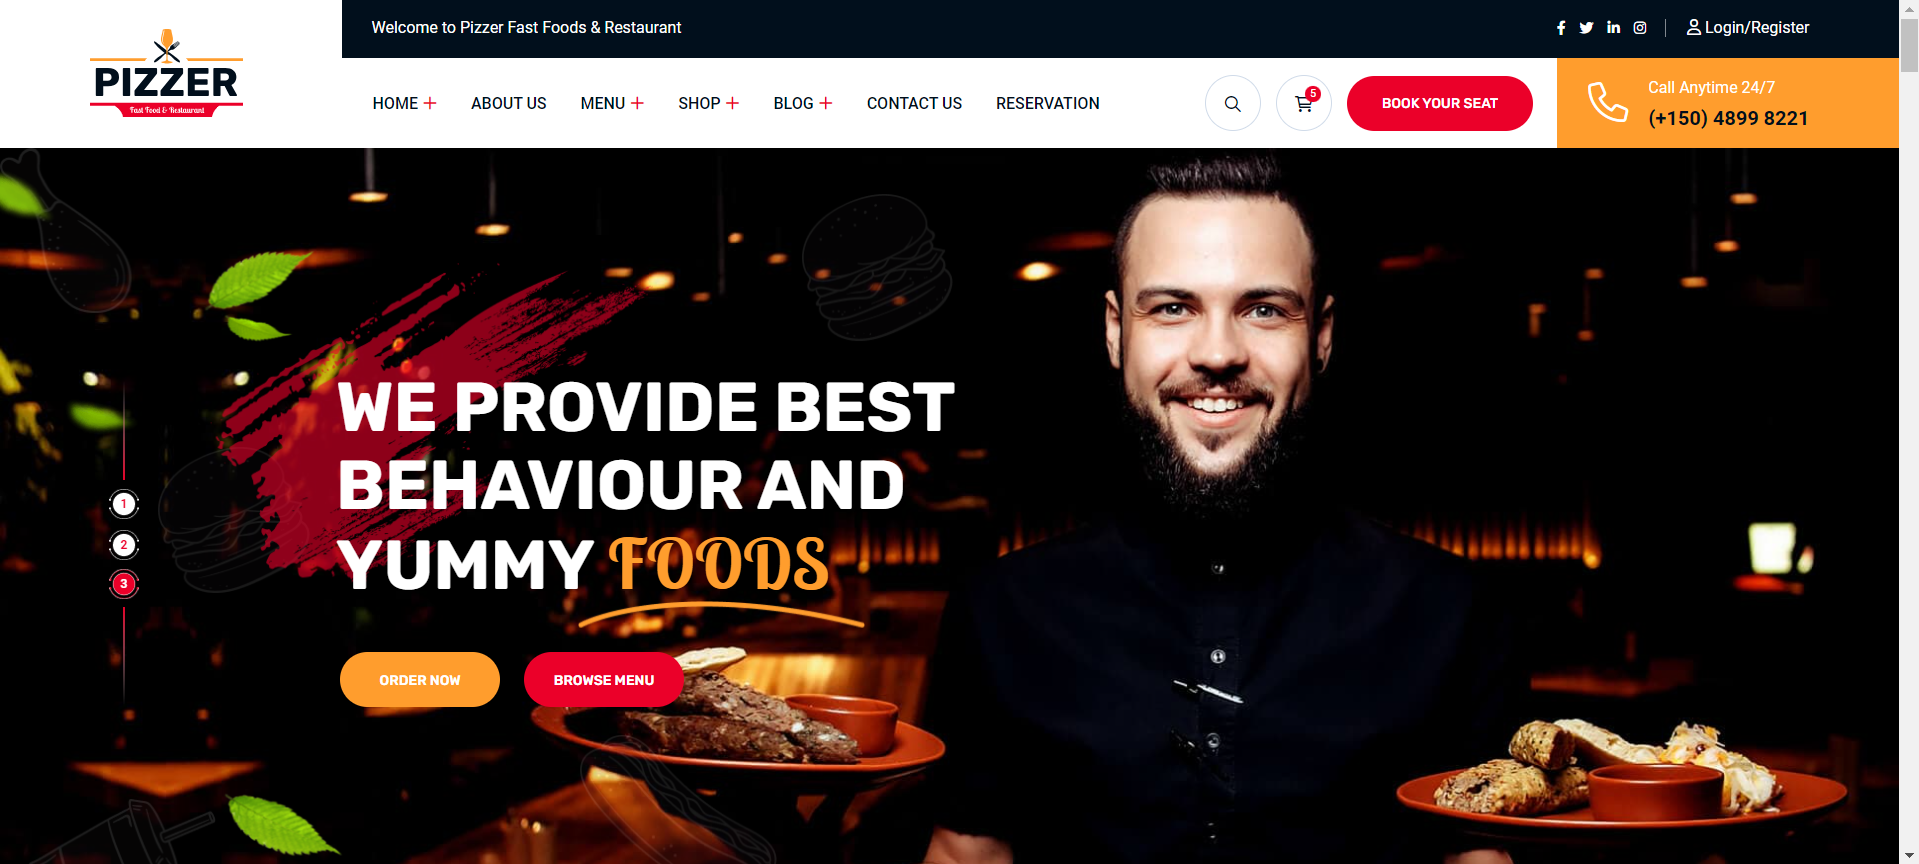 PIZZER
Fast Food & Restaurant
Welcome to Pizzer Fast Foods & Restaurant
Login/Register
HOME
ABOUT US
MENU
SHOP
BLOG
CONTACT US
RESERVATION
5
BOOK YOUR SEAT
Call Anytime 24/7
(+150) 4899 8221
WE PROVIDE BEST
BEHAVIOUR AND
YUMMY FOODS
1
2
3
ORDER NOW
BROWSE MENU